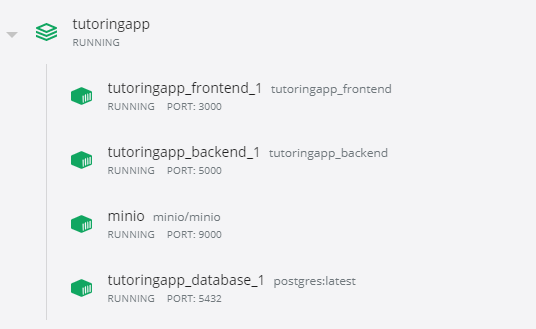 tutoringapp
RUNNING
tutoringapp_frontend_1 tutoringapp_frontend
RUNNING PORT: 3000
tutoringapp_backend_1 tutoringapp_backend
RUNNING PORT: 5000
minio minio/minio
RUNNING PORT: 9000
tutoringapp_database_1 postgres:latest
RUNNING PORT: 5432